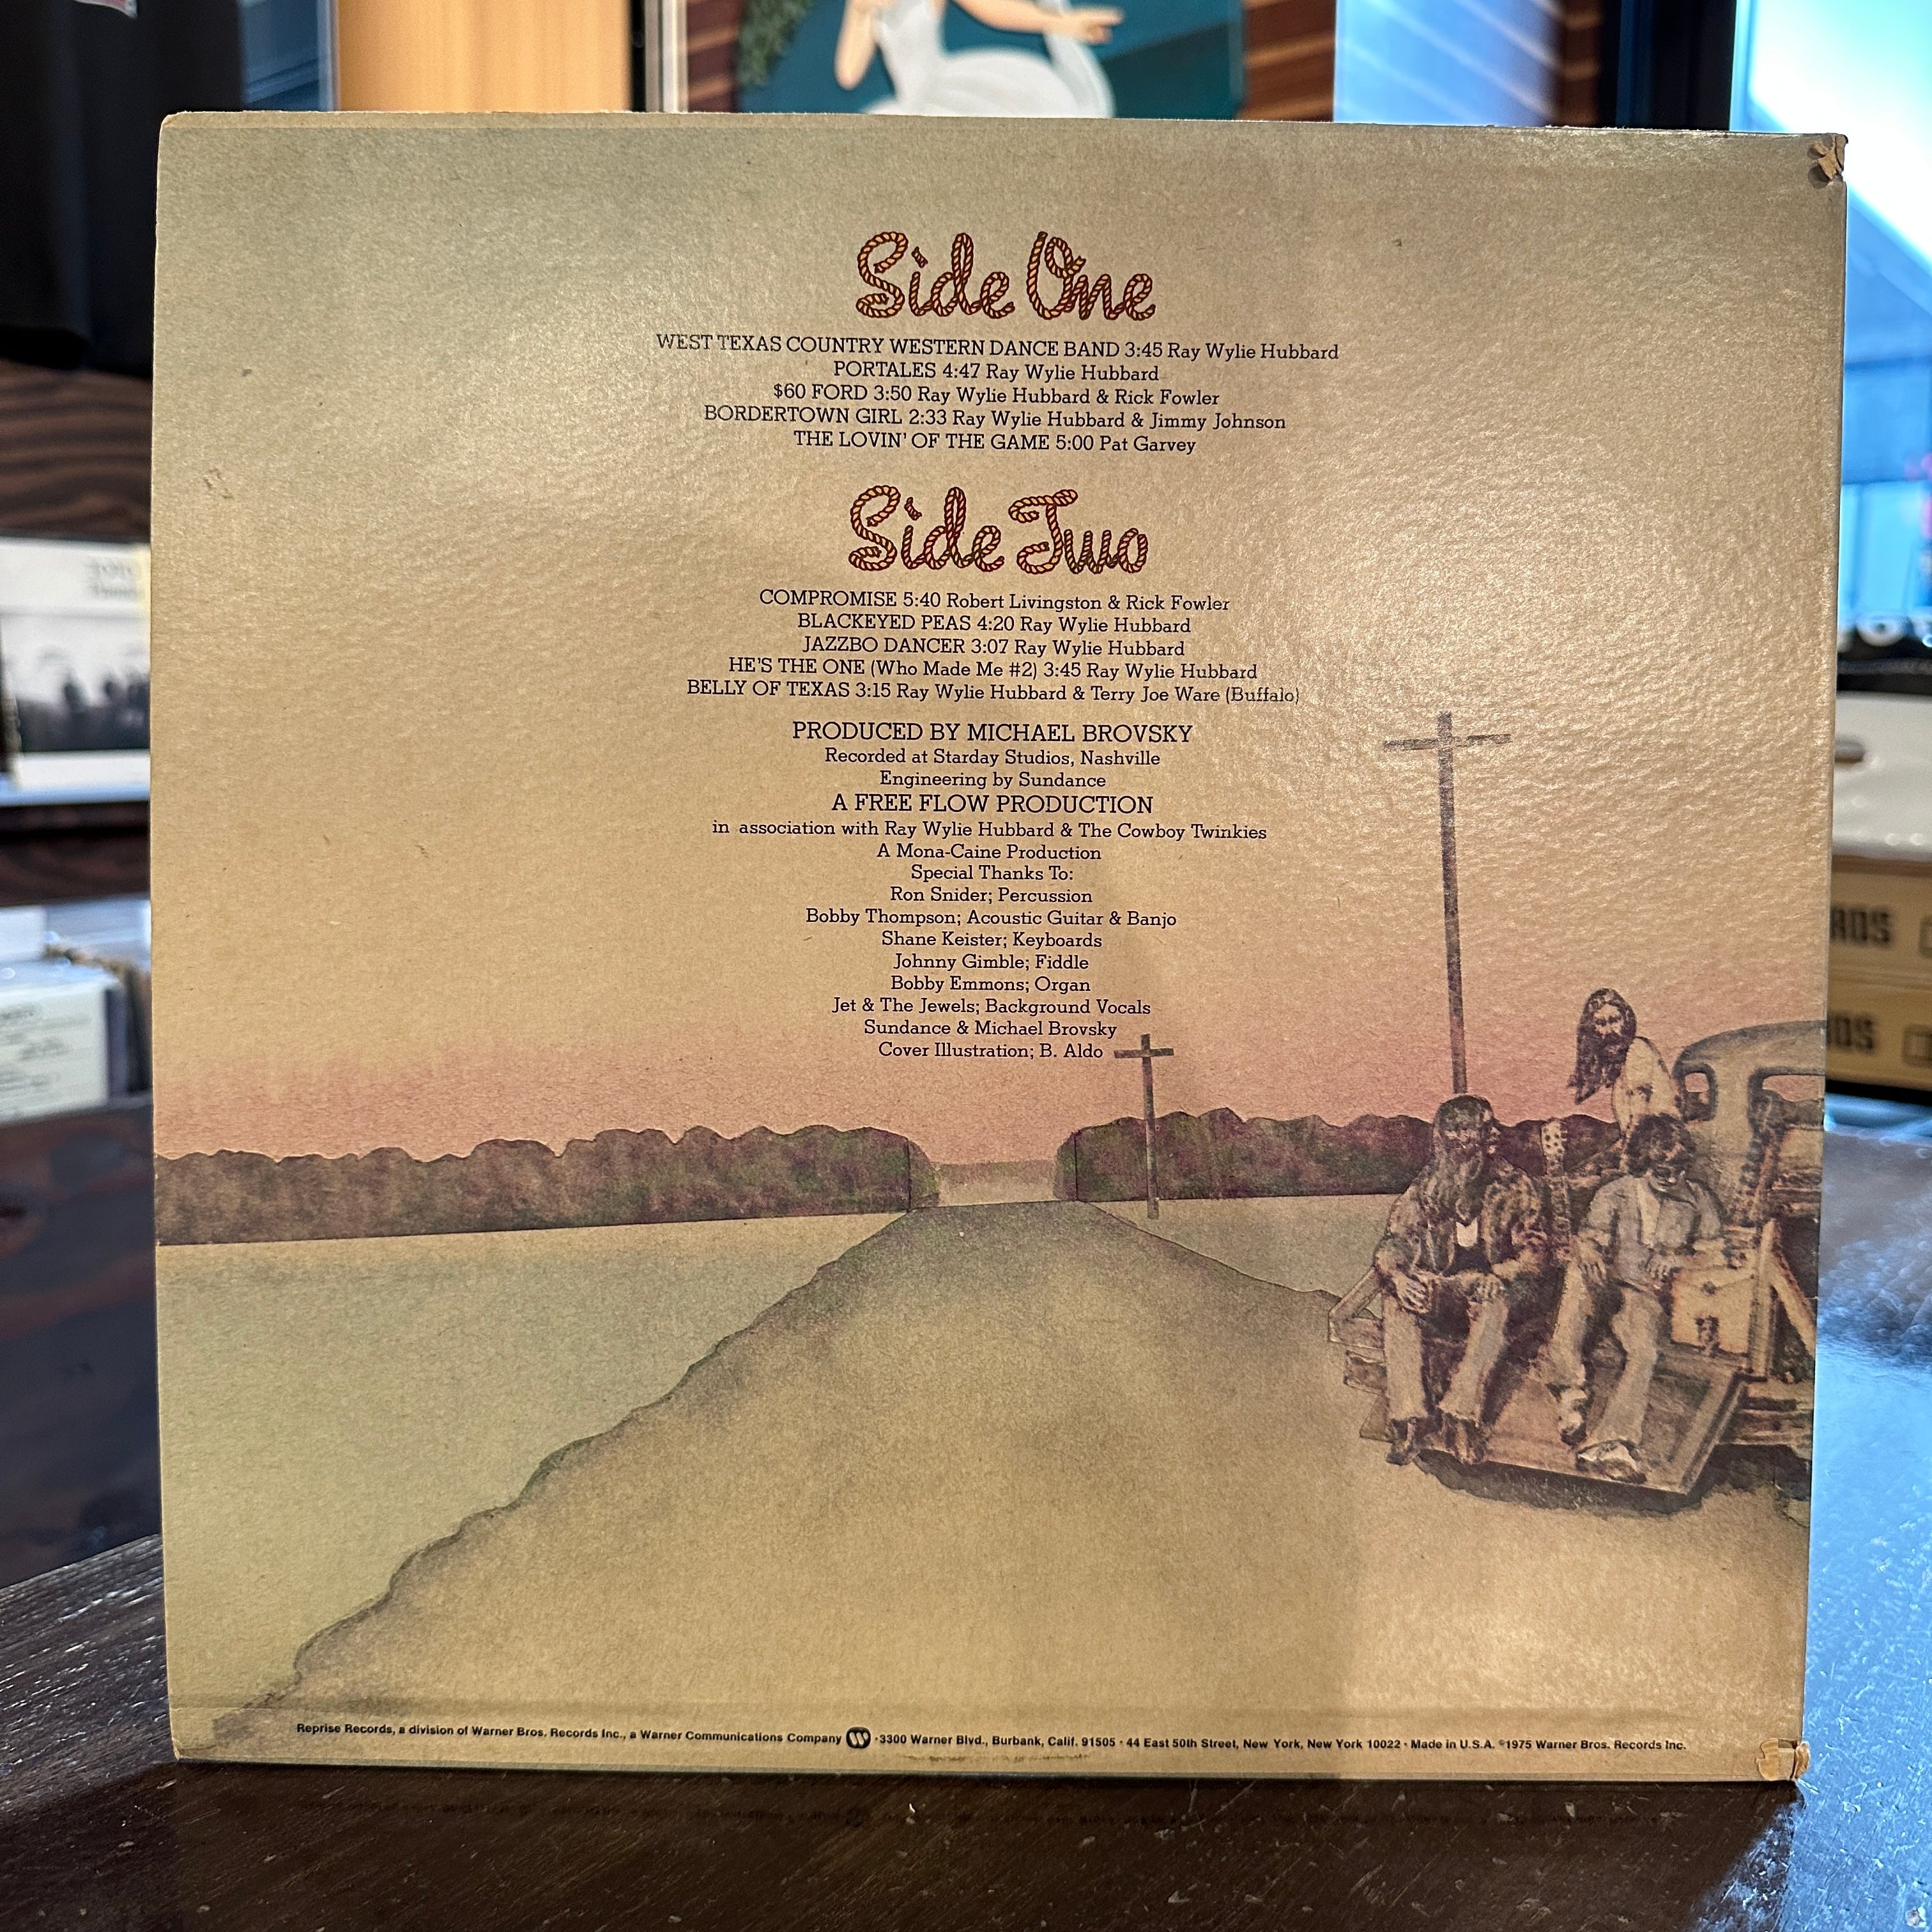 Side One
WEST TEXAS COUNTRY WESTERN DANCE BAND 3:45 Ray Wylie Hubbard
PORTALES 4:47 Ray Wylie Hubbard
$60 FORD 3:50 Ray Wylie Hubbard & Rick Fowler
BORDERTOWN GIRL 2:33 Ray Wylie Hubbard & Jimmy Johnson
THE LOVIN' OF THE GAME 5:00 Pat Garvey
Side Two
COMPROMISE 5:40 Robert Livingston & Rick Fowler
BLACKEYED PEAS 4:20 Ray Wylie Hubbard
JAZZBO DANCER 3:07 Ray Wylie Hubbard
HE'S THE ONE (Who Made Me #2) 3:45 Ray Wylie Hubbard
BELLY OF TEXAS 3:15 Ray Wylie Hubbard & Terry Joe Ware (Buffalo)
PRODUCED BY MICHAEL BROVSKY
Recorded at Starday Studios, Nashville
Engineering by Sundance
A FREE FLOW PRODUCTION
in association with Ray Wylie Hubbard & The Cowboy Twinkies
A Mona-Caine Production
Special Thanks To:
Ron Snider; Percussion
Bobby Thompson; Acoustic Guitar & Banjo
Shane Keister; Keyboards
Johnny Gimble; Fiddle
Bobby Emmons; Organ
Jet & The Jewels; Background Vocals
Sundance & Michael Brovsky
Cover Illustration; B. Aldo
Reprise Records, a division of Warner Bros. Records Inc., a Warner Communications Company · 3300 Warner Blvd., Burbank, Calif. 91505 · 44 East 50th Street, New York, New York 10022 · Made in U.S.A. ©1975 Warner Bros. Records Inc.